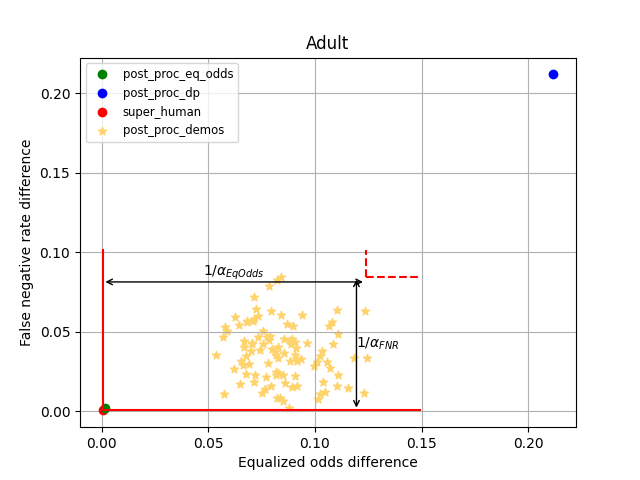 Adult
post_proc_eq_odds
post_proc_dp
super_human
post_proc_demos
False negative rate difference
0.20
0.15
0.10
0.05
0.00
1/α_EqOdds
1/α_FNR
0.00 0.05 0.10 0.15 0.20
Equalized odds difference